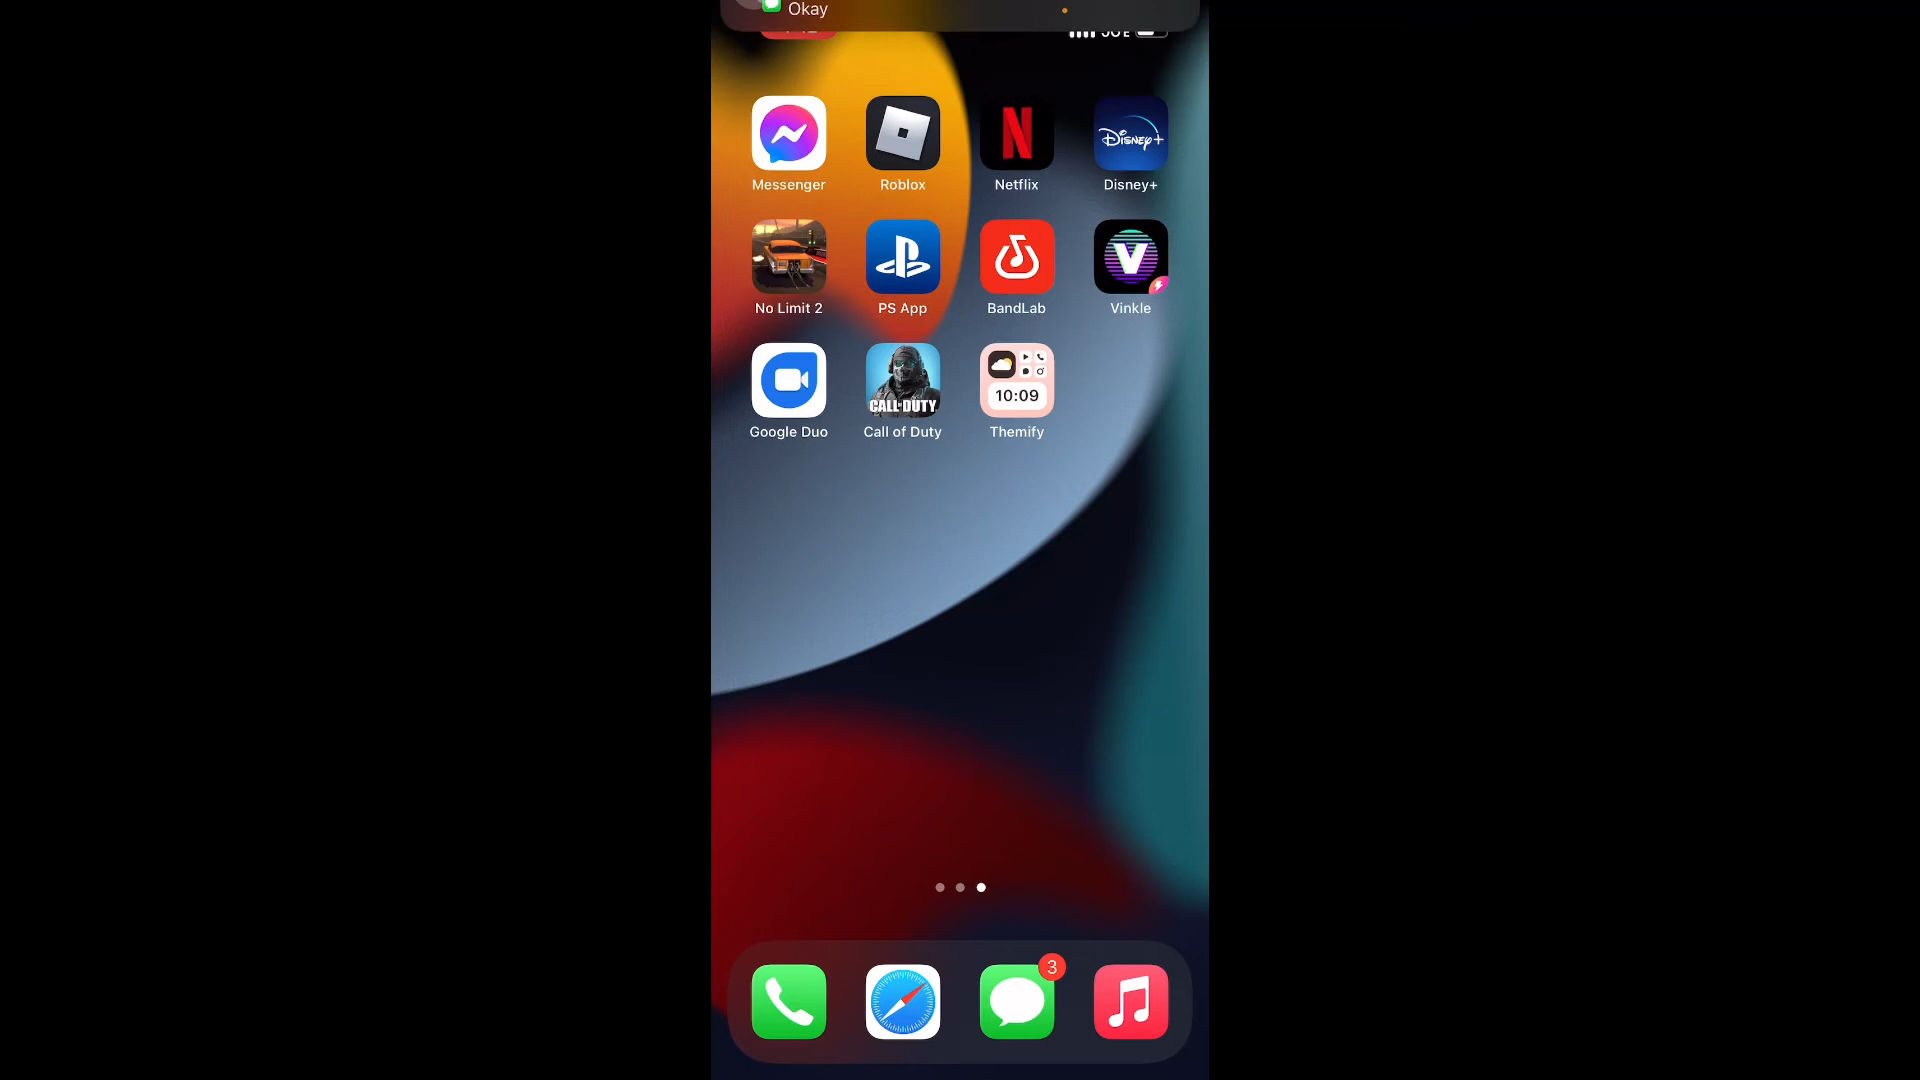 Okay
Messenger
Roblox
N
Netflix
Disney+
Disney+
No Limit 2
PS App
BandLab
V
Vinkle
Google Duo
CALL DUTY
Call of Duty
10:09
Themify
3